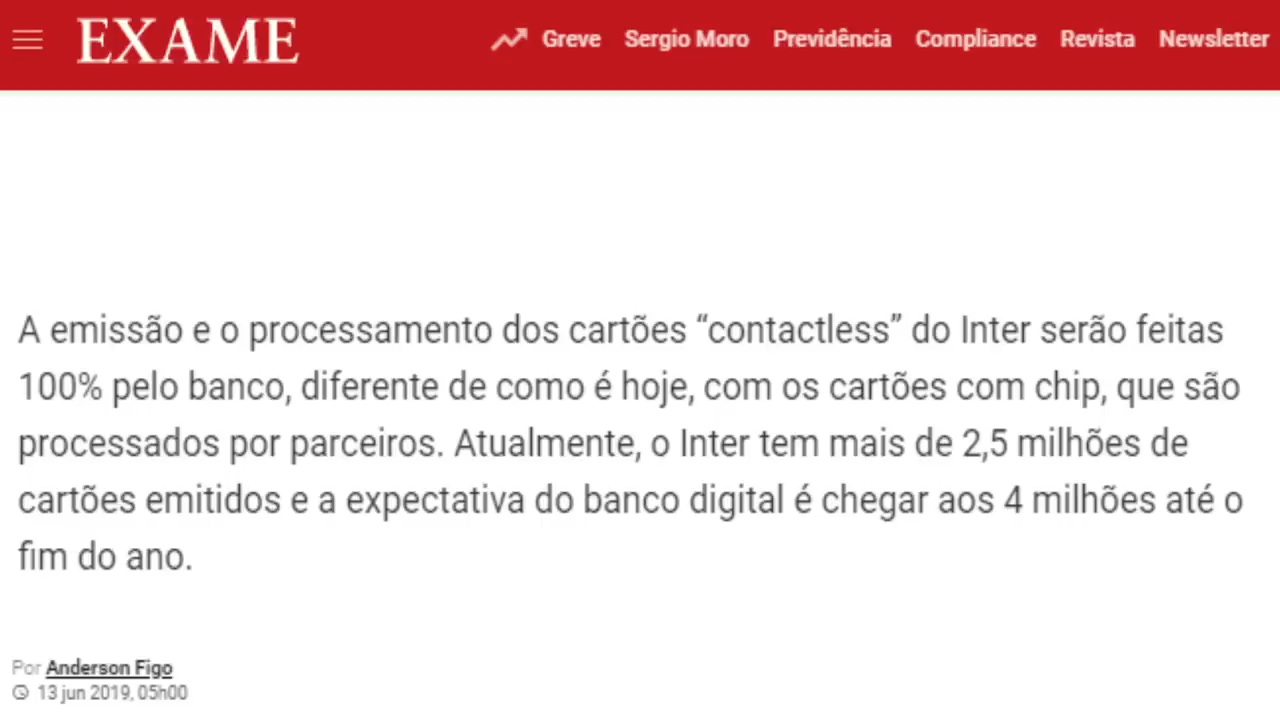 EXAME
Greve Sergio Moro Previdência Compliance Revista Newsletter
A emissão e o processamento dos cartões “contactless” do Inter serão feitas
100% pelo banco, diferente de como é hoje, com os cartões com chip, que são
processados por parceiros. Atualmente, o Inter tem mais de 2,5 milhões de
cartões emitidos e a expectativa do banco digital é chegar aos 4 milhões até o
fim do ano.
Por Anderson Figo
13 jun 2019, 05h00